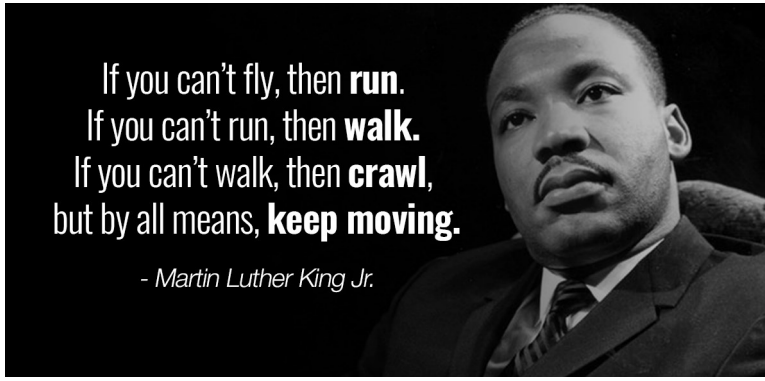 If you can’t fly, then run.
If you can’t run, then walk.
If you can’t walk, then crawl,
but by all means, keep moving.
- Martin Luther King Jr.